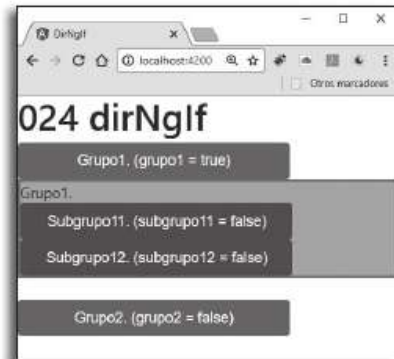 DirNgIf
localhost:4200
Otros marcadores
024 dirNgIf
Grupo1. (grupo1 = true)
Grupo1.
Subgrupo11. (subgrupo11 = false)
Subgrupo12. (subgrupo12 = false)
Grupo2. (grupo2 = false)